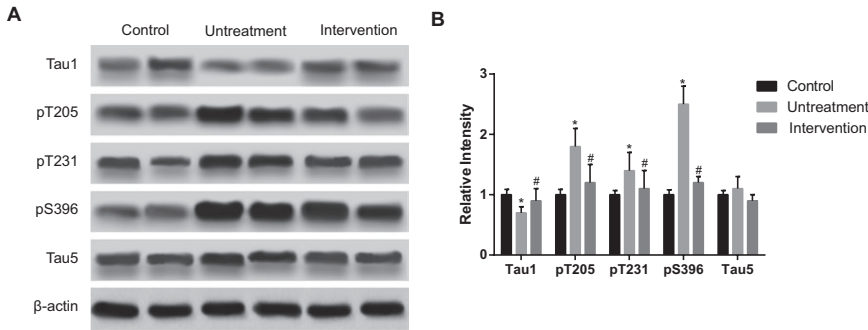 A
Control Untreatment Intervention
Tau1
pT205
pT231
pS396
Tau5
β-actin
B
Relative Intensity
3
2
1
0
* # * # * # * #
Tau1 pT205 pT231 pS396 Tau5
Control
Untreatment
Intervention